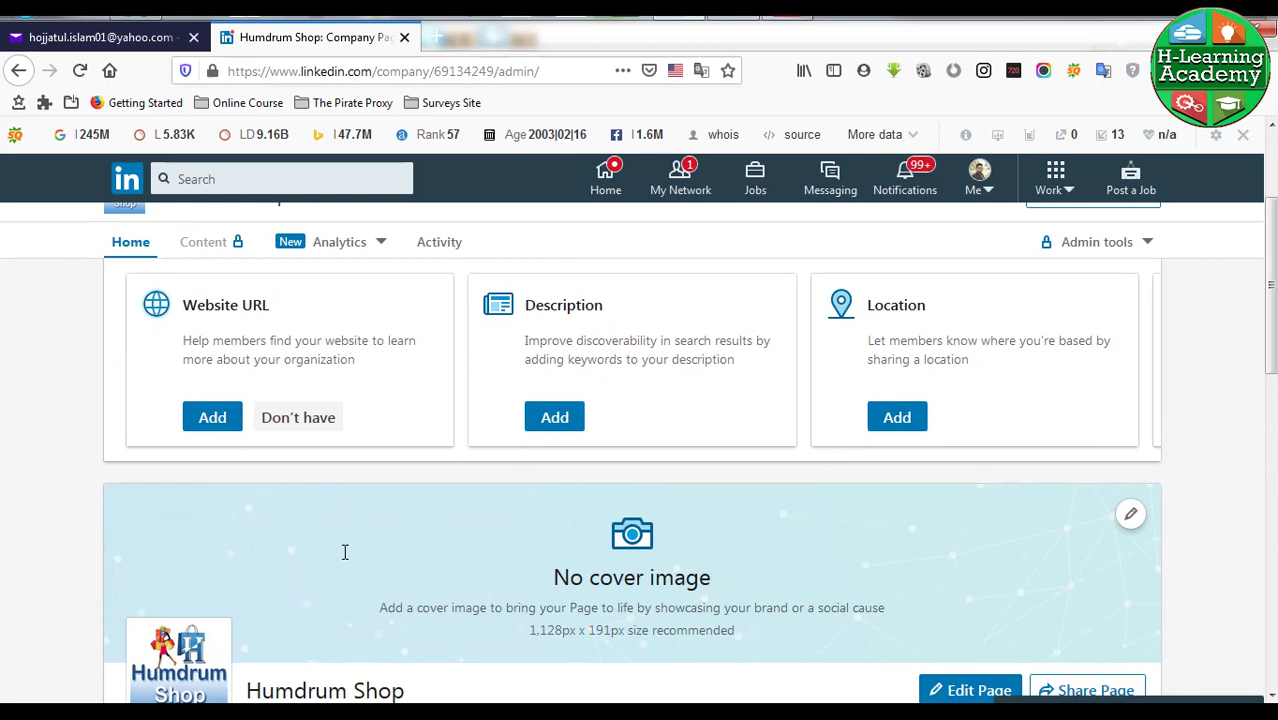 hojjatul.islam01@yahoo.com -
Humdrum Shop: Company Pa
H-Learning
Academy
https://www.linkedin.com/company/69134249/admin/
Getting Started
Online Course
The Pirate Proxy
Surveys Site
I 245M
L 5.83K
LD 9.16B
I 47.7M
Rank 57
Age 2003|02|16
I 1.6M
whois
source
More data
0
13
n/a
in
Search
Home
1
My Network
Jobs
Messaging
99+
Notifications
Me
Work
Post a Job
Shop
Home
Content
New
Analytics
Activity
Admin tools
Website URL
Help members find your website to learn
more about your organization
Add
Don't have
Description
Improve discoverability in search results by
adding keywords to your description
Add
Location
Let members know where you're based by
sharing a location
Add
No cover image
Add a cover image to bring your Page to life by showcasing your brand or a social cause
1,128px x 191px size recommended
H
Humdrum
Shop
Humdrum Shop
Edit Page
Share Page